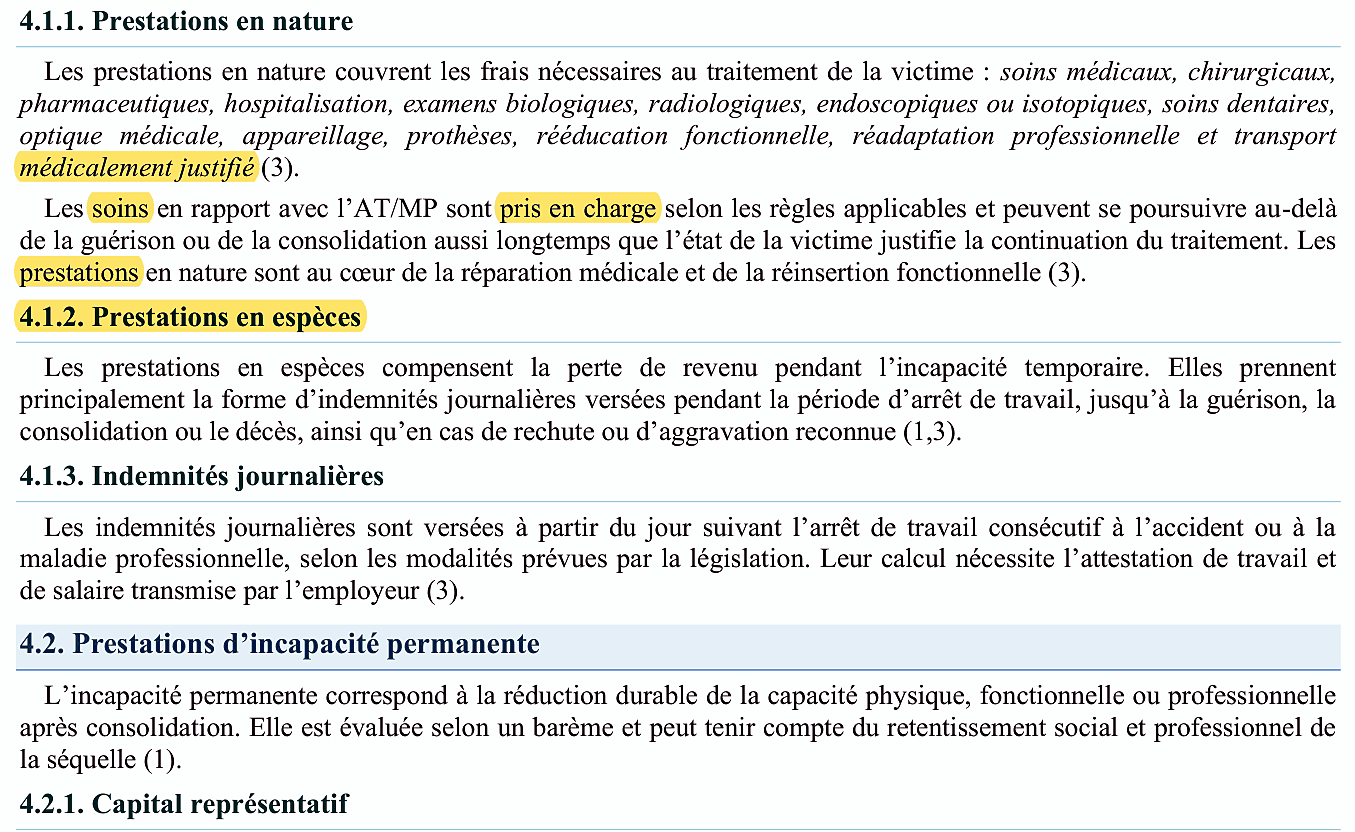 4.1.1. Prestations en nature
Les prestations en nature couvrent les frais nécessaires au traitement de la victime : soins médicaux, chirurgicaux,
pharmaceutiques, hospitalisation, examens biologiques, radiologiques, endoscopiques ou isotopiques, soins dentaires,
optique médicale, appareillage, prothèses, rééducation fonctionnelle, réadaptation professionnelle et transport
médicalement justifié (3).
Les soins en rapport avec l’AT/MP sont pris en charge selon les règles applicables et peuvent se poursuivre au-delà
de la guérison ou de la consolidation aussi longtemps que l’état de la victime justifie la continuation du traitement. Les
prestations en nature sont au cœur de la réparation médicale et de la réinsertion fonctionnelle (3).
4.1.2. Prestations en espèces
Les prestations en espèces compensent la perte de revenu pendant l’incapacité temporaire. Elles prennent
principalement la forme d’indemnités journalières versées pendant la période d’arrêt de travail, jusqu’à la guérison, la
consolidation ou le décès, ainsi qu’en cas de rechute ou d’aggravation reconnue (1,3).
4.1.3. Indemnités journalières
Les indemnités journalières sont versées à partir du jour suivant l’arrêt de travail consécutif à l’accident ou à la
maladie professionnelle, selon les modalités prévues par la législation. Leur calcul nécessite l’attestation de travail et
de salaire transmise par l’employeur (3).
4.2. Prestations d’incapacité permanente
L’incapacité permanente correspond à la réduction durable de la capacité physique, fonctionnelle ou professionnelle
après consolidation. Elle est évaluée selon un barème et peut tenir compte du retentissement social et professionnel de
la séquelle (1).
4.2.1. Capital représentatif